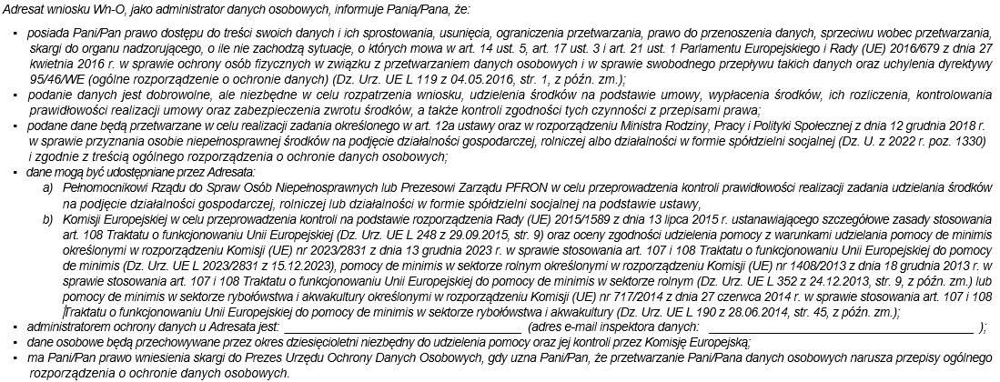 Adresat wniosku Wn-O, jako administrator danych osobowych, informuje Panią/Pana, że:
▪ posiada Pani/Pan prawo dostępu do treści swoich danych i ich sprostowania, usunięcia, ograniczenia przetwarzania, prawo do przenoszenia danych, sprzeciwu wobec przetwarzania,
skargi do organu nadzorującego, o ile nie zachodzą sytuacje, o których mowa w art. 14 ust. 5, art. 17 ust. 3 i art. 21 ust. 1 Parlamentu Europejskiego i Rady (UE) 2016/679 z dnia 27
kwietnia 2016 r. w sprawie ochrony osób fizycznych w związku z przetwarzaniem danych osobowych i w sprawie swobodnego przepływu takich danych oraz uchylenia dyrektywy
95/46/WE (ogólne rozporządzenie o ochronie danych) (Dz. Urz. UE L 119 z 04.05.2016, str. 1, z późn. zm.);
▪ podanie danych jest dobrowolne, ale niezbędne w celu rozpatrzenia wniosku, udzielenia środków na podstawie umowy, wypłacenia środków, ich rozliczenia, kontrolowania
prawidłowości realizacji umowy oraz zabezpieczenia zwrotu środków, a także kontroli zgodności tych czynności z przepisami prawa;
▪ podane dane będą przetwarzane w celu realizacji zadania określonego w art. 12a ustawy oraz w rozporządzeniu Ministra Rodziny, Pracy i Polityki Społecznej z dnia 12 grudnia 2018 r.
w sprawie przyznania osobie niepełnosprawnej środków na podjęcie działalności gospodarczej, rolniczej albo działalności w formie spółdzielni socjalnej (Dz. U. z 2022 r. poz. 1330)
i zgodnie z treścią ogólnego rozporządzenia o ochronie danych osobowych;
▪ dane mogą być udostępniane przez Adresata:
a) Pełnomocnikowi Rządu do Spraw Osób Niepełnosprawnych lub Prezesowi Zarządu PFRON w celu przeprowadzenia kontroli prawidłowości realizacji zadania udzielania środków
na podjęcie działalności gospodarczej, rolniczej lub działalności w formie spółdzielni socjalnej na podstawie ustawy,
b) Komisji Europejskiej w celu przeprowadzenia kontroli na podstawie rozporządzenia Rady (UE) 2015/1589 z dnia 13 lipca 2015 r. ustanawiającego szczegółowe zasady stosowania
art. 108 Traktatu o funkcjonowaniu Unii Europejskiej (Dz. Urz. UE L 248 z 29.09.2015, str. 9) oraz oceny zgodności udzielenia pomocy z warunkami udzielania pomocy de minimis
określonymi w rozporządzeniu Komisji (UE) nr 2023/2831 z dnia 13 grudnia 2023 r. w sprawie stosowania art. 107 i 108 Traktatu o funkcjonowaniu Unii Europejskiej do pomocy
de minimis (Dz. Urz. UE L 2023/2831 z 15.12.2023), pomocy de minimis w sektorze rolnym określonymi w rozporządzeniu Komisji (UE) nr 1408/2013 z dnia 18 grudnia 2013 r. w
sprawie stosowania art. 107 i 108 Traktatu o funkcjonowaniu Unii Europejskiej do pomocy de minimis w sektorze rolnym (Dz. Urz. UE L 352 z 24.12.2013, str. 9, z późn. zm.) lub
pomocy de minimis w sektorze rybołówstwa i akwakultury określonymi w rozporządzeniu Komisji (UE) nr 717/2014 z dnia 27 czerwca 2014 r. w sprawie stosowania art. 107 i 108
Traktatu o funkcjonowaniu Unii Europejskiej do pomocy de minimis w sektorze rybołówstwa i akwakultury (Dz. Urz. UE L 190 z 28.06.2014, str. 45, z późn. zm.);
▪ administratorem ochrony danych u Adresata jest: ______________ (adres e-mail inspektora danych: ______________ );
▪ dane osobowe będą przechowywane przez okres dziesięcioletni niezbędny do udzielenia pomocy oraz jej kontroli przez Komisję Europejską;
▪ ma Pani/Pan prawo wniesienia skargi do Prezes Urzędu Ochrony Danych Osobowych, gdy uzna Pani/Pan, że przetwarzanie Pani/Pana danych osobowych narusza przepisy ogólnego
rozporządzenia o ochronie danych osobowych.